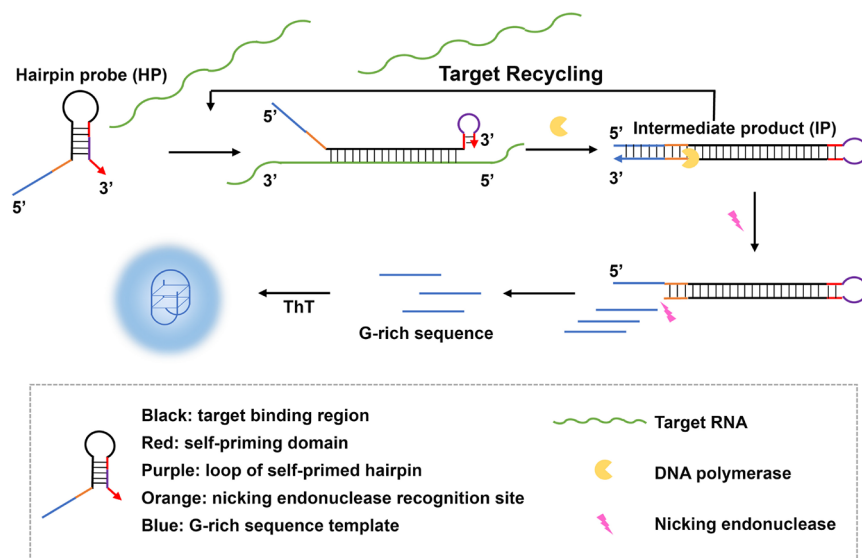 Hairpin probe (HP)
Target Recycling
5'
3'
5'
3'
3'
5'
Intermediate product (IP)
5'
3'
5'
ThT
G-rich sequence
Black: target binding region
Red: self-priming domain
Purple: loop of self-primed hairpin
Orange: nicking endonuclease recognition site
Blue: G-rich sequence template
Target RNA
DNA polymerase
Nicking endonuclease